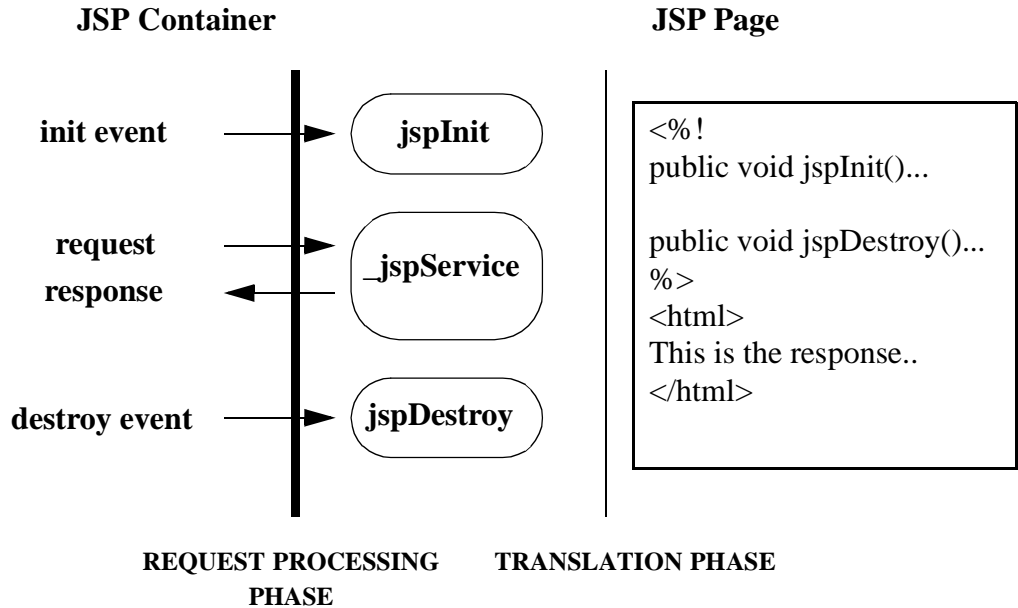 JSP Container
JSP Page
init event
jspInit
request
response
_jspService
destroy event
jspDestroy
<%!
public void jspInit()...
public void jspDestroy()...
%>
<html>
This is the response..
</html>
REQUEST PROCESSING
PHASE
TRANSLATION PHASE